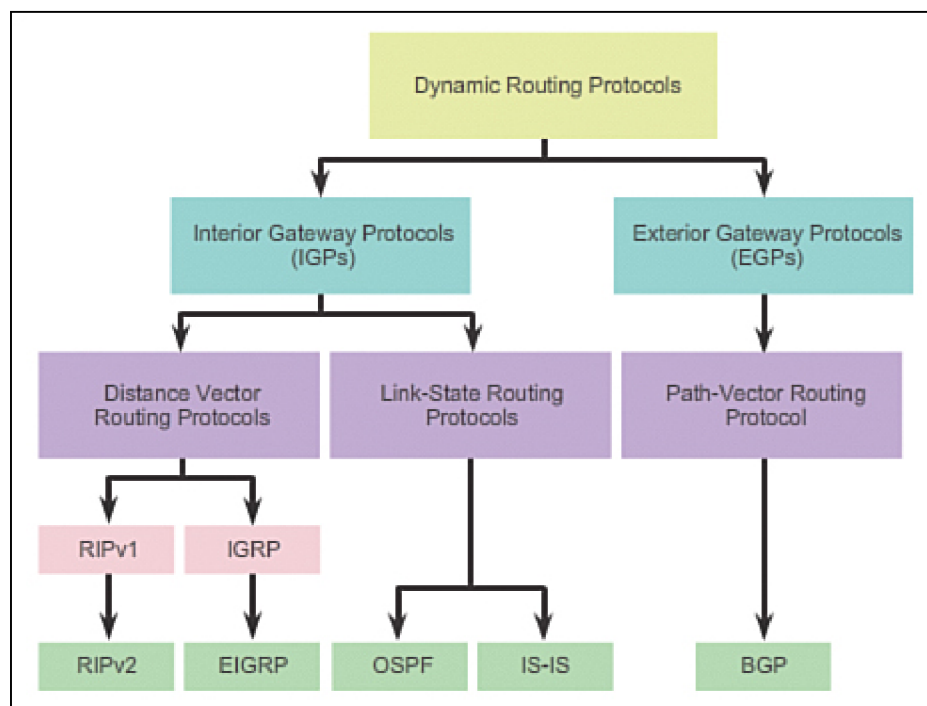 Dynamic Routing Protocols
Interior Gateway Protocols
(IGPs)
Exterior Gateway Protocols
(EGPs)
Distance Vector
Routing Protocols
Link-State Routing
Protocols
Path-Vector Routing
Protocol
RIPv1
IGRP
RIPv2
EIGRP
OSPF
IS-IS
BGP